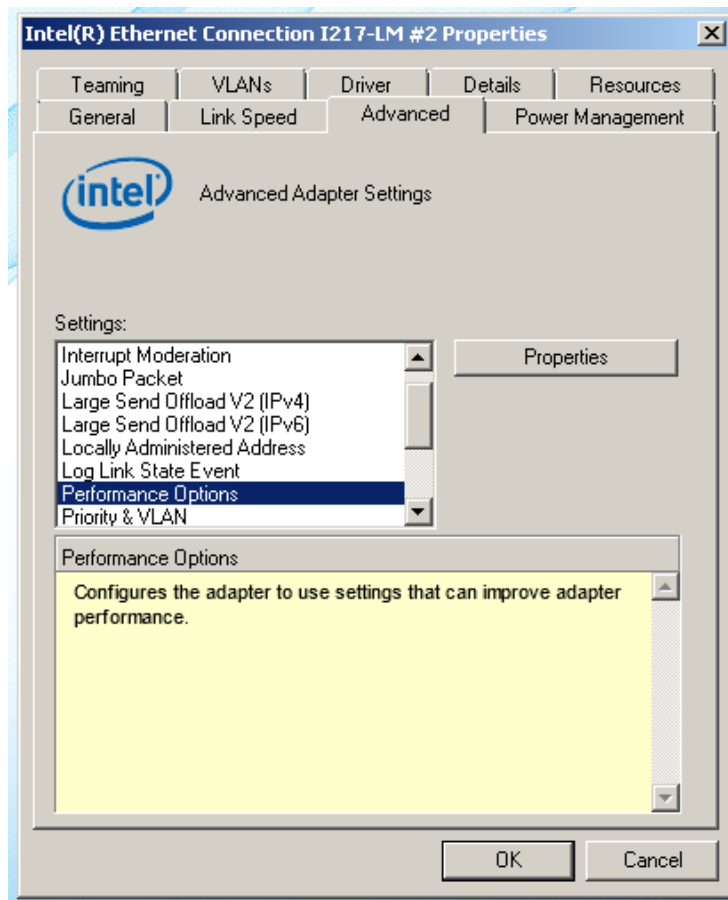 Intel(R) Ethernet Connection I217-LM #2 Properties
Teaming
VLANs
Driver
Details
Resources
General
Link Speed
Advanced
Power Management
intel
Advanced Adapter Settings
Settings:
Interrupt Moderation
Jumbo Packet
Large Send Offload V2 (IPv4)
Large Send Offload V2 (IPv6)
Locally Administered Address
Log Link State Event
Performance Options
Priority & VLAN
Properties
Performance Options
Configures the adapter to use settings that can improve adapter
performance.
OK
Cancel